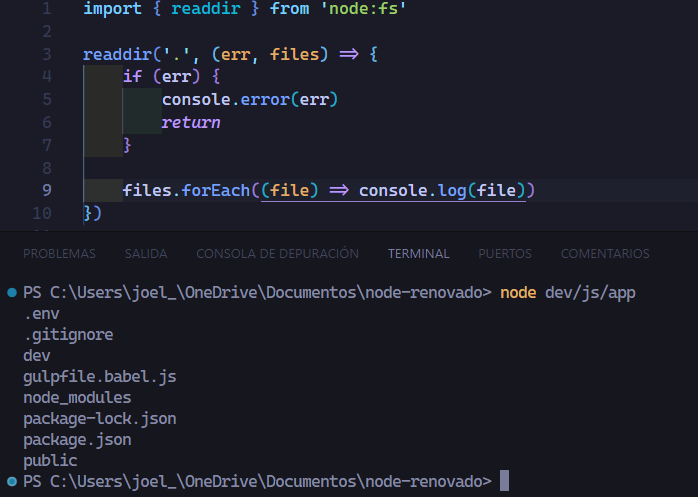 1 import { readdir } from 'node:fs'
2
3 readdir('.', (err, files) => {
4 if (err) {
5 console.error(err)
6 return
7 }
8
9 files.forEach((file) => console.log(file))
10 })
PROBLEMAS SALIDA CONSOLA DE DEPURACIÓN TERMINAL PUERTOS COMENTARIOS
PS C:\Users\joel_\OneDrive\Documentos\node-renovado> node dev/js/app
.env
.gitignore
dev
gulpfile.babel.js
node_modules
package-lock.json
package.json
public
PS C:\Users\joel_\OneDrive\Documentos\node-renovado>